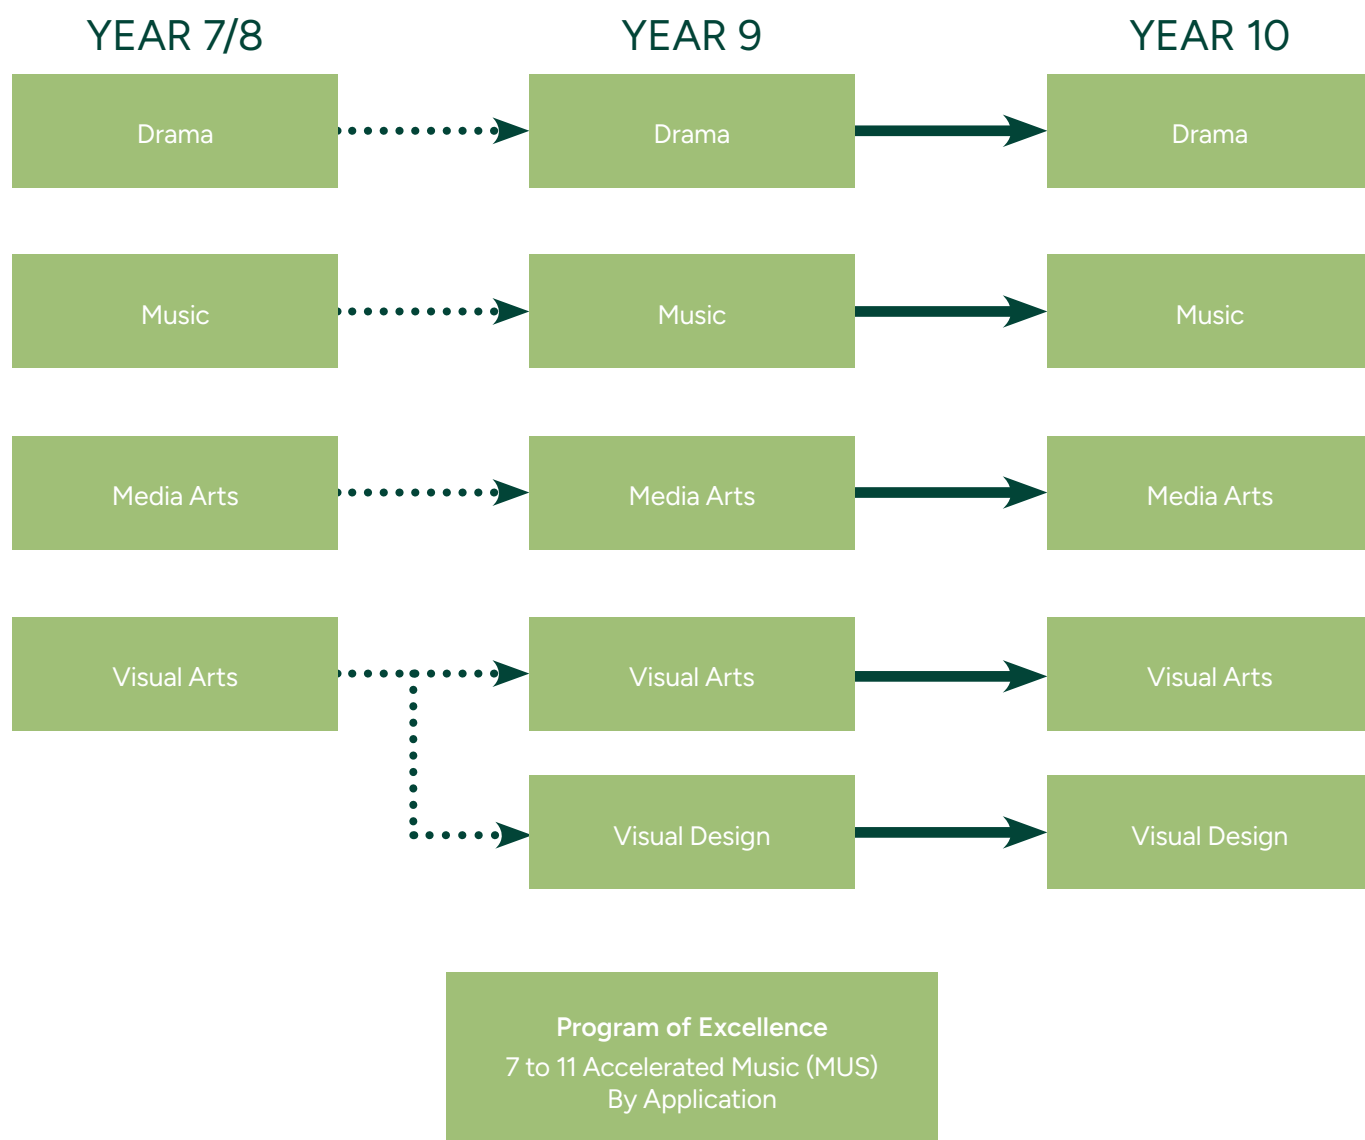 YEAR 7/8 YEAR 9 YEAR 10
Drama Drama Drama
Music Music Music
Media Arts Media Arts Media Arts
Visual Arts Visual Arts Visual Arts
Visual Design Visual Design
Program of Excellence
7 to 11 Accelerated Music (MUS)
By Application